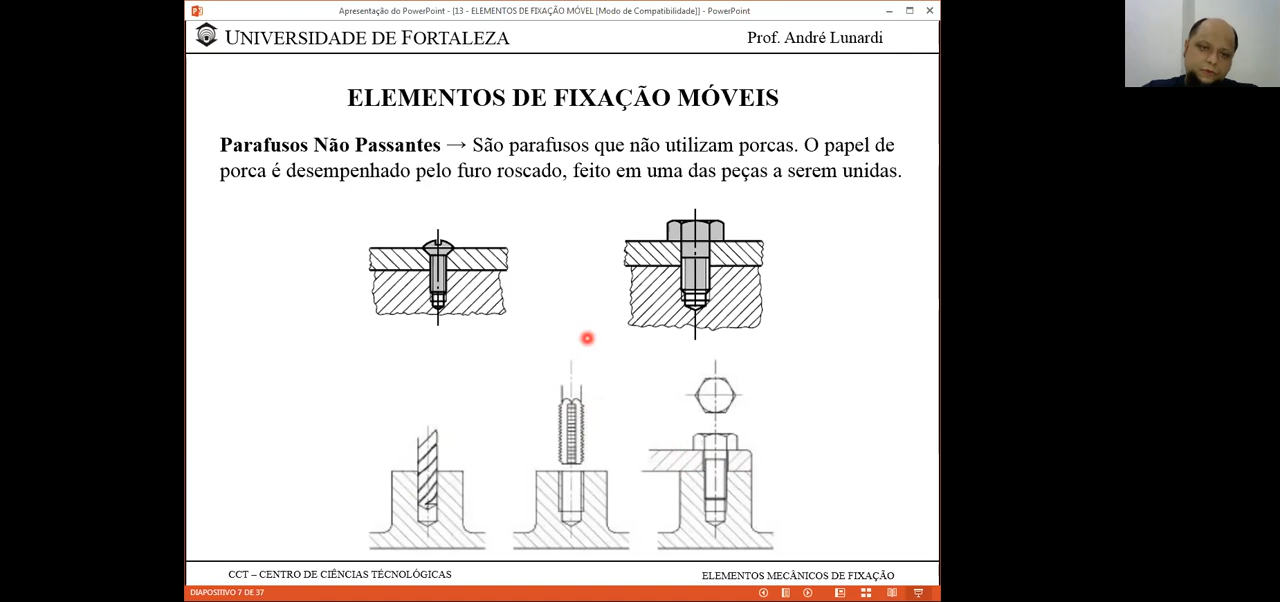 Apresentação do PowerPoint - [13 - ELEMENTOS DE FIXAÇÃO MÓVEL [Modo de Compatibilidade]] - PowerPoint
UNIVERSIDADE DE FORTALEZA
Prof. André Lunardi
ELEMENTOS DE FIXAÇÃO MÓVEIS
Parafusos Não Passantes → São parafusos que não utilizam porcas. O papel de
porca é desempenhado pelo furo roscado, feito em uma das peças a serem unidas.
CCT – CENTRO DE CIÊNCIAS TÉCNOLÓGICAS
ELEMENTOS MECÂNICOS DE FIXAÇÃO
DIAPOSITIVO 7 DE 37